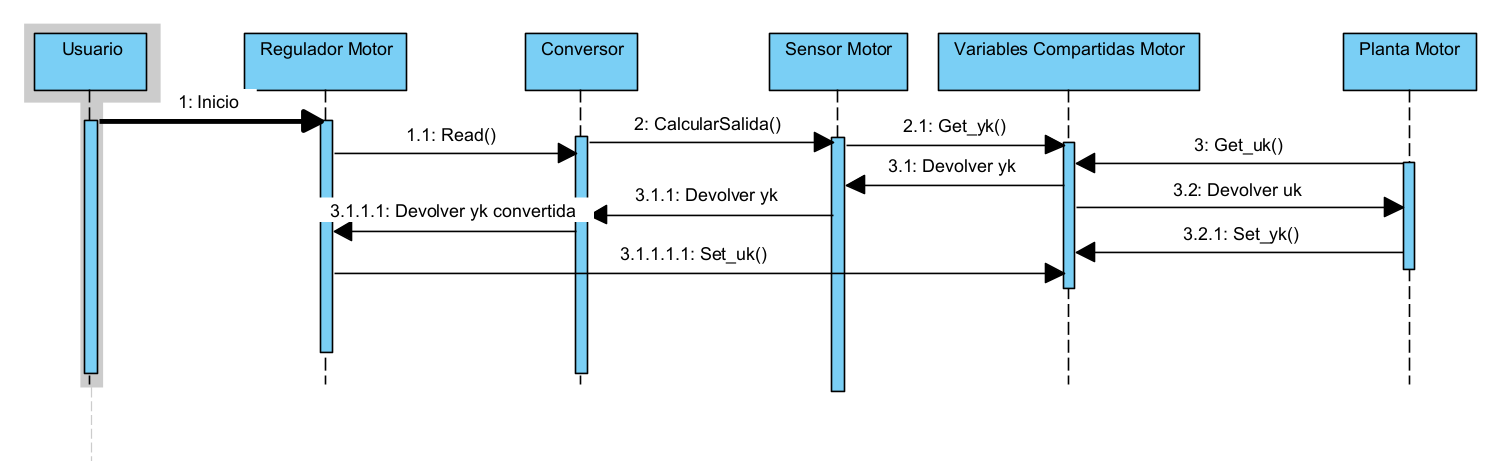 Usuario
Regulador Motor
Conversor
Sensor Motor
Variables Compartidas Motor
Planta Motor
1: Inicio
1.1: Read()
2: CalcularSalida()
2.1: Get_yk()
3: Get_uk()
3.1: Devolver yk
3.2: Devolver uk
3.1.1: Devolver yk
3.1.1.1: Devolver yk convertida
3.2.1: Set_yk()
3.1.1.1.1: Set_uk()